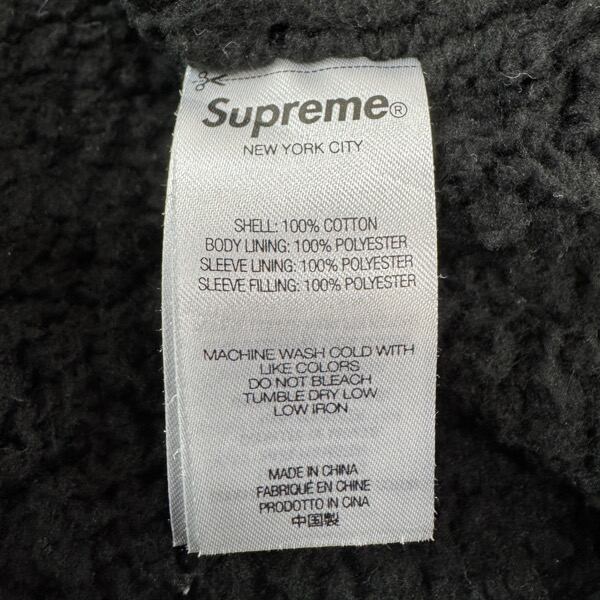 Supreme®
NEW YORK CITY
SHELL: 100% COTTON
BODY LINING: 100% POLYESTER
SLEEVE LINING: 100% POLYESTER
SLEEVE FILLING: 100% POLYESTER
MACHINE WASH COLD WITH
LIKE COLORS
DO NOT BLEACH
TUMBLE DRY LOW
LOW IRON
MADE IN CHINA
FABRIQUÉ EN CHINE
PRODOTTO IN CINA
中国製